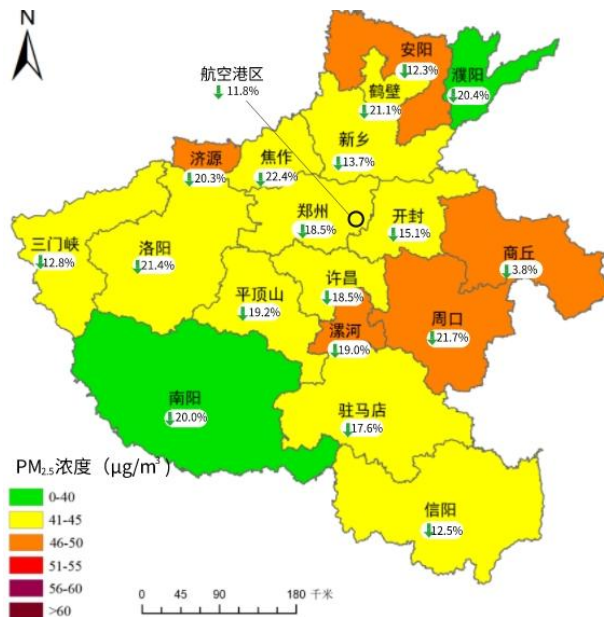 N
安阳
12.3%
濮阳
20.4%
航空港区
11.8%
鹤壁
21.1%
新乡
13.7%
济源
20.3%
焦作
22.4%
郑州
18.5%
开封
15.1%
三门峡
12.8%
洛阳
21.4%
商丘
3.8%
许昌
18.5%
平顶山
19.2%
周口
21.7%
漯河
19.0%
南阳
20.0%
驻马店
17.6%
信阳
12.5%
PM2.5浓度（μg/m³）
0-40
41-45
46-50
51-55
56-60
>60
0 45 90 180 千米